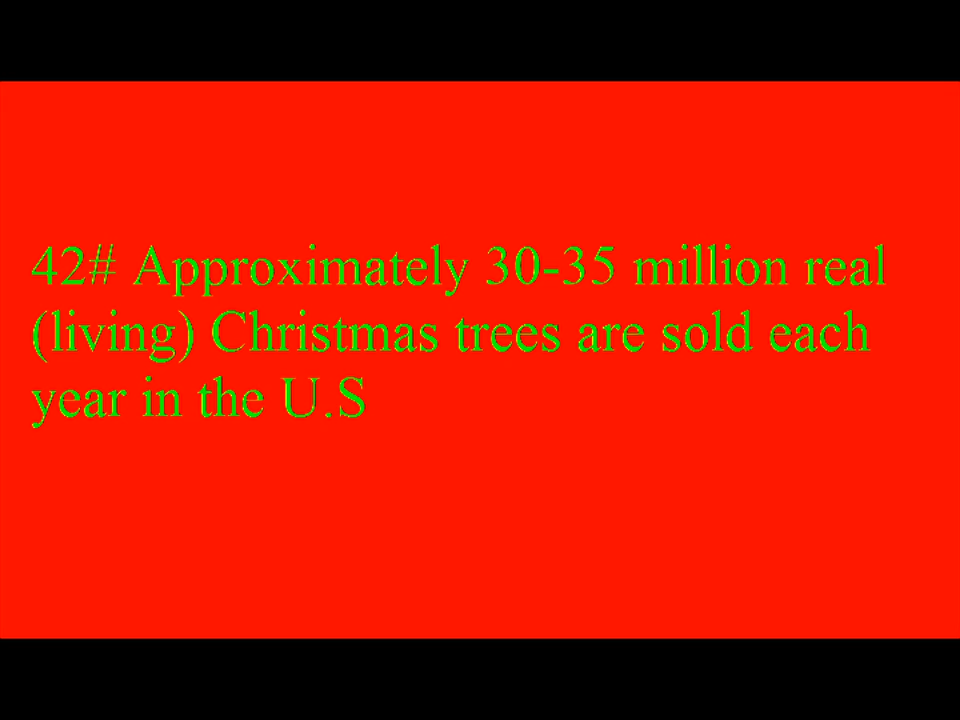 42# Approximately 30-35 million real
(living) Christmas trees are sold each
year in the U.S